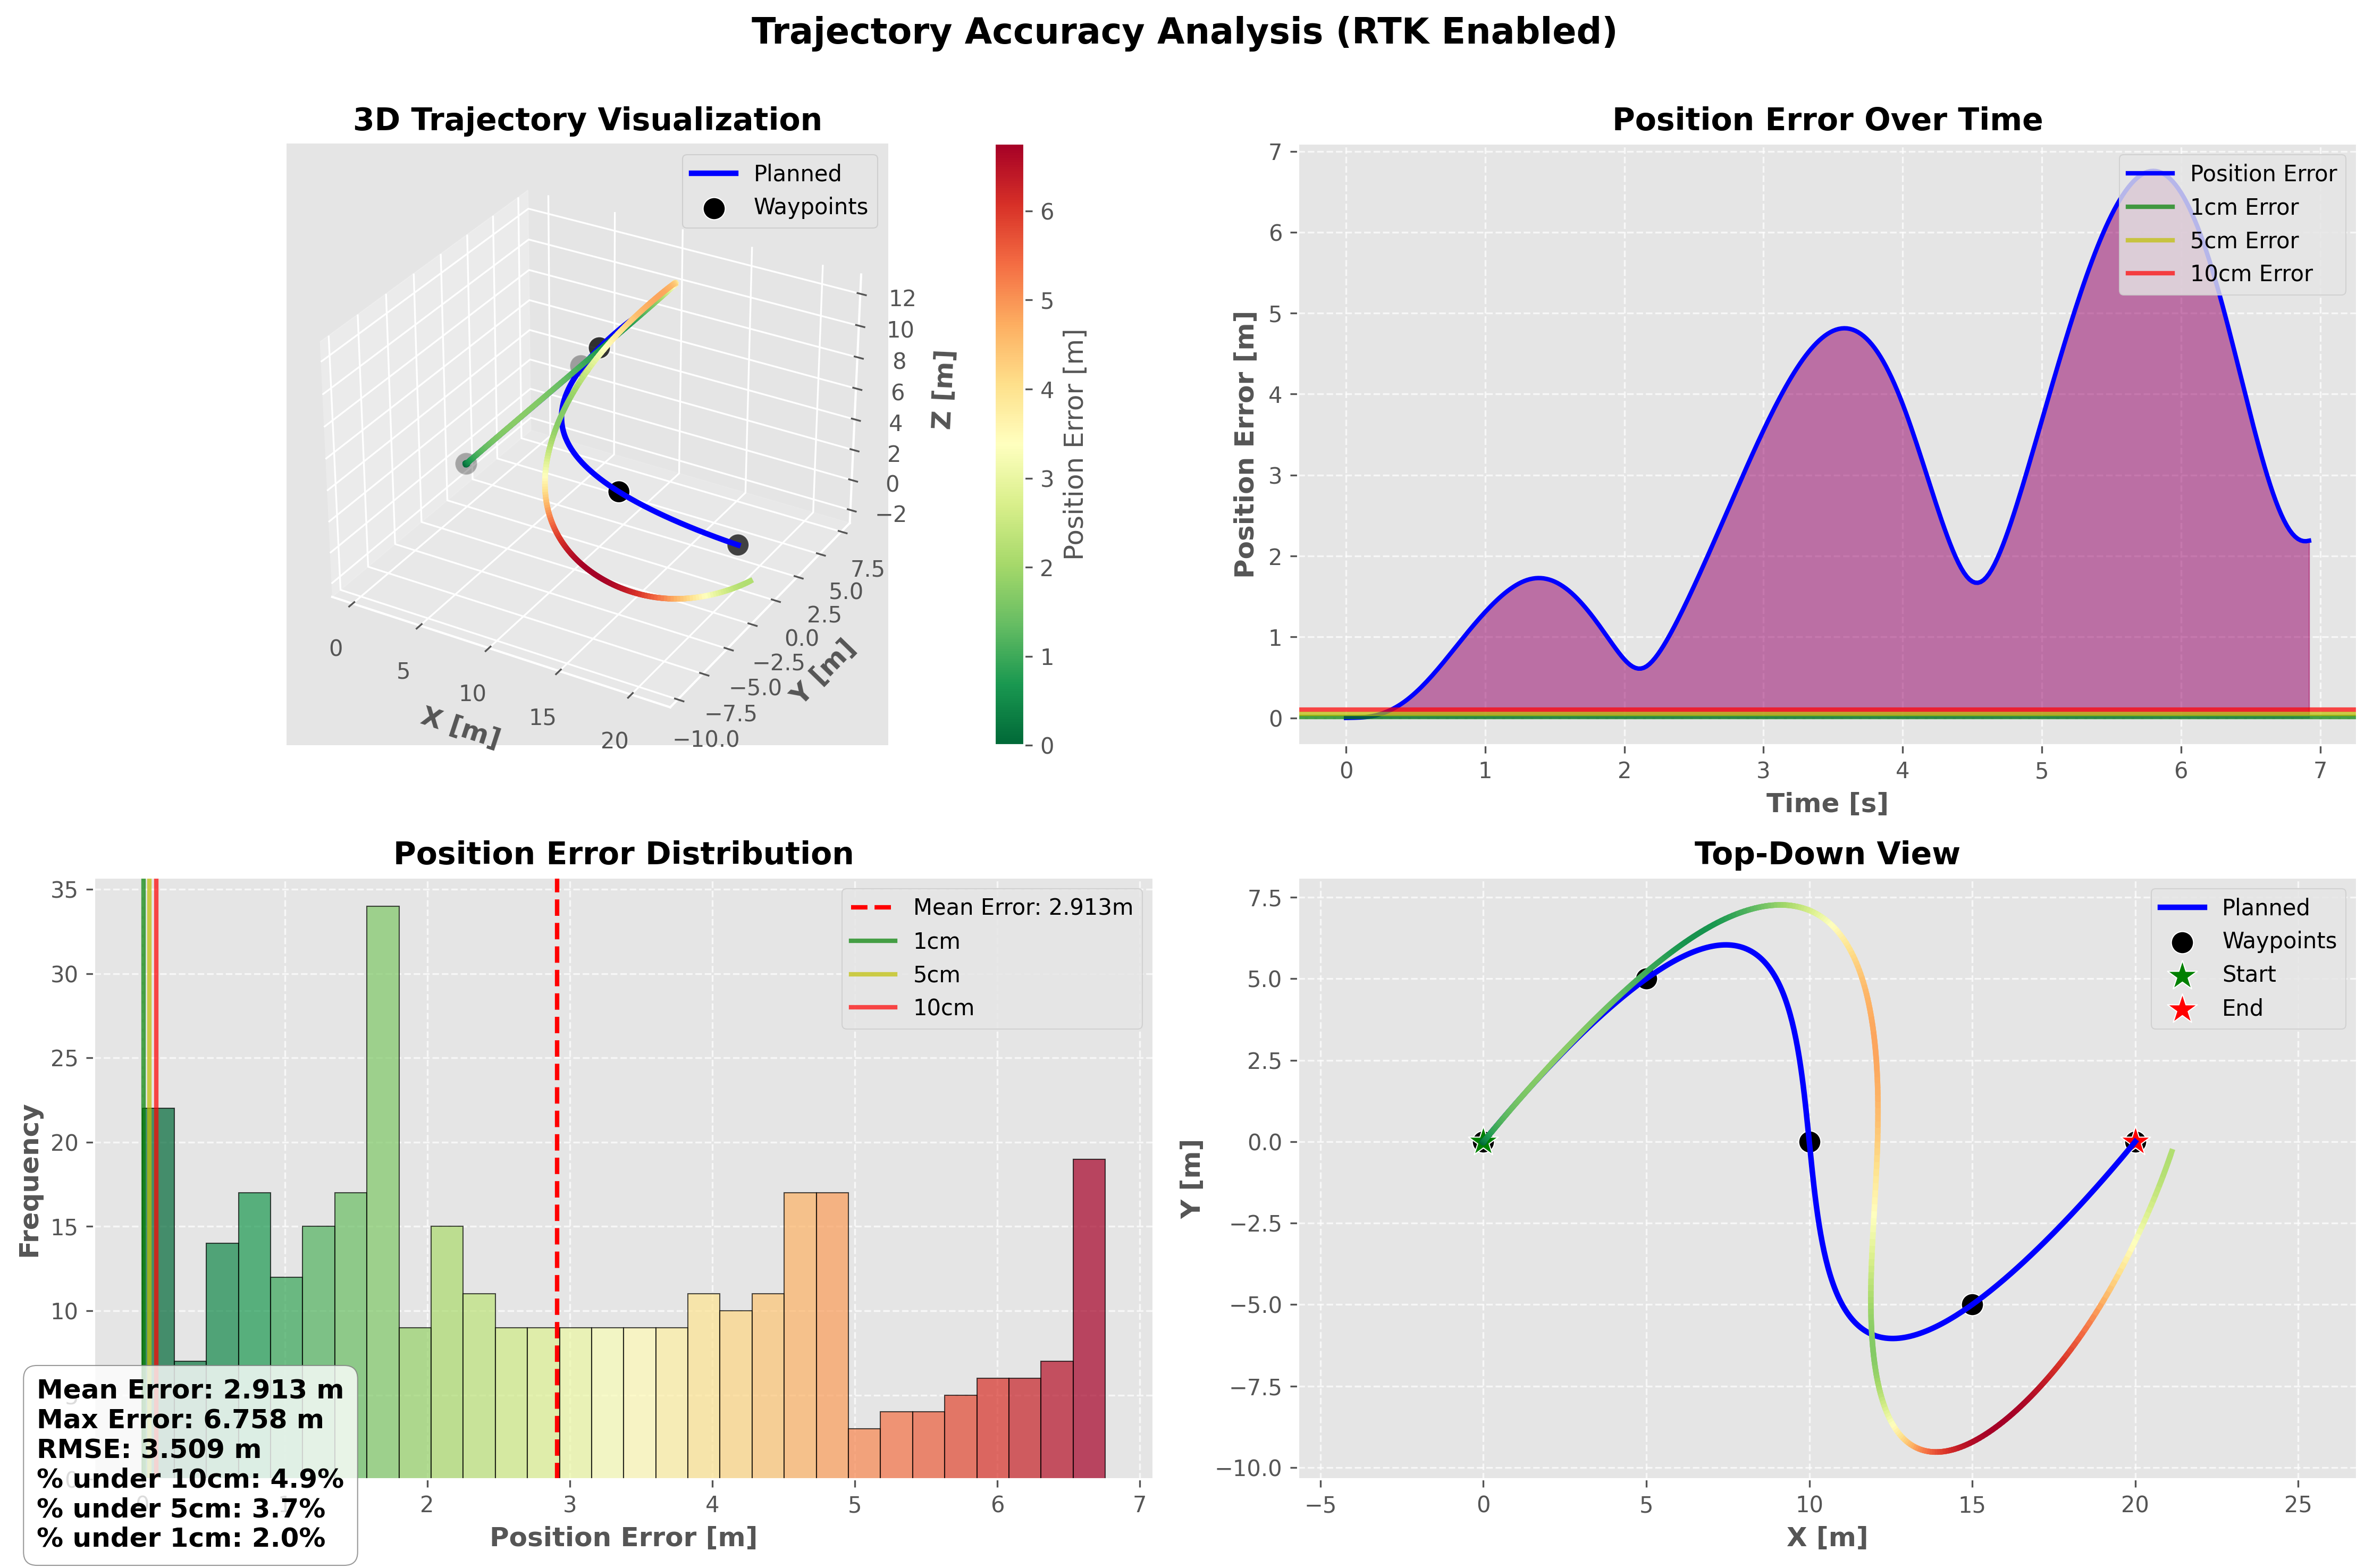 Trajectory Accuracy Analysis (RTK Enabled)
3D Trajectory Visualization
Planned
Waypoints
12
10
8
6
4
2
0
−2
Z [m]
7.5
5.0
2.5
0.0
−2.5
−5.0
−7.5
−10.0
Y [m]
0
5
10
15
20
X [m]
6
5
4
3
2
1
0
Position Error [m]
Position Error Over Time
7
6
5
4
3
2
1
0
Position Error [m]
Position Error
1cm Error
5cm Error
10cm Error
0
1
2
3
4
5
6
7
Time [s]
Position Error Distribution
35
30
25
20
15
10
Frequency
Mean Error: 2.913m
1cm
5cm
10cm
Mean Error: 2.913 m
Max Error: 6.758 m
RMSE: 3.509 m
% under 10cm: 4.9%
% under 5cm: 3.7%
% under 1cm: 2.0%
2
3
4
5
6
7
Position Error [m]
Top-Down View
7.5
5.0
2.5
0.0
−2.5
−5.0
−7.5
−10.0
Y [m]
Planned
Waypoints
Start
End
−5
0
5
10
15
20
25
X [m]